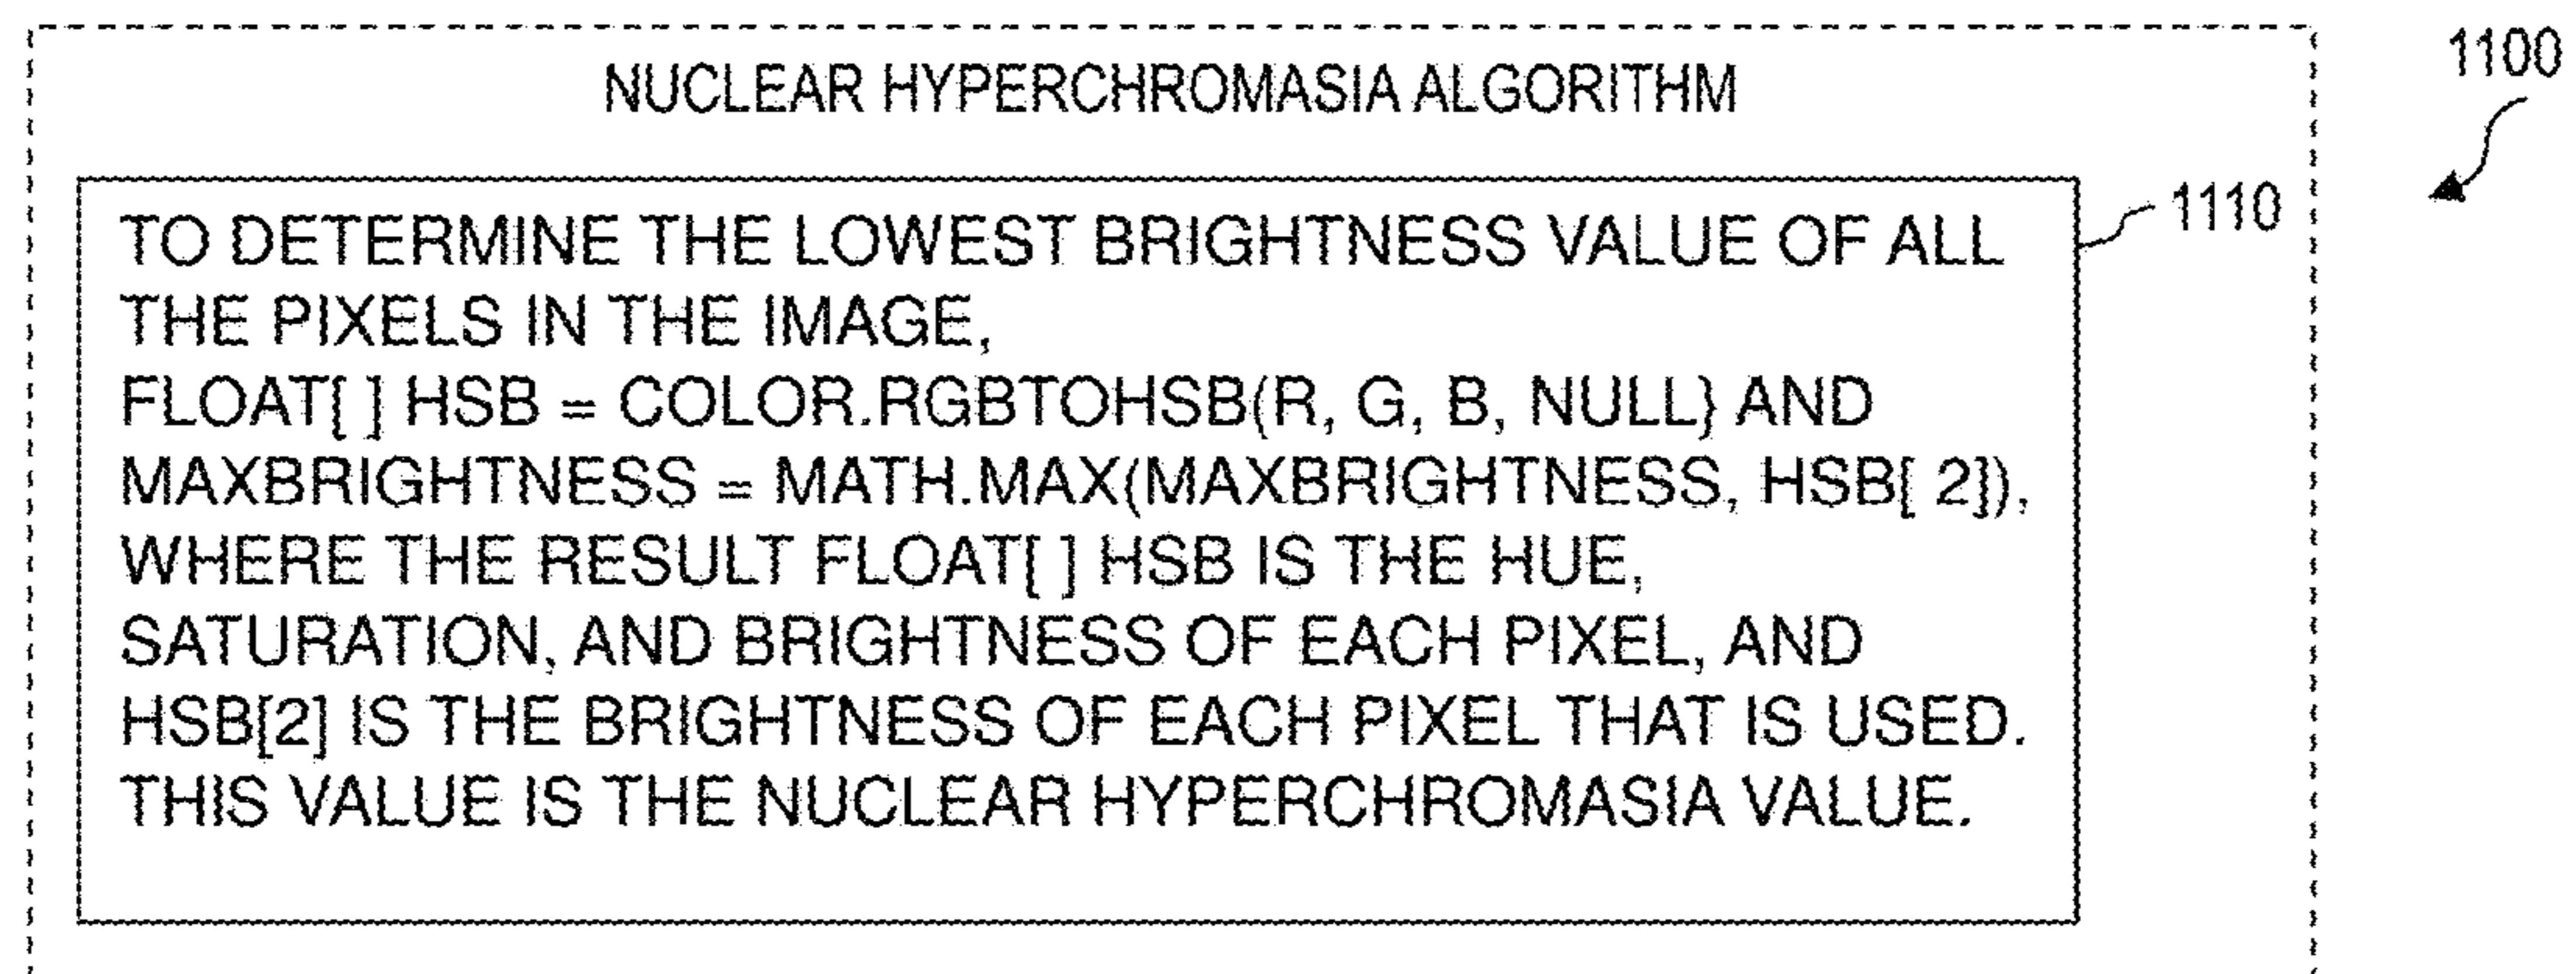 1100
NUCLEAR HYPERCHROMASIA ALGORITHM
1110
TO DETERMINE THE LOWEST BRIGHTNESS VALUE OF ALL
THE PIXELS IN THE IMAGE,
FLOAT[ ] HSB = COLOR.RGBTOHSB(R, G, B, NULL} AND
MAXBRIGHTNESS = MATH.MAX(MAXBRIGHTNESS, HSB[ 2]),
WHERE THE RESULT FLOAT[ ] HSB IS THE HUE,
SATURATION, AND BRIGHTNESS OF EACH PIXEL, AND
HSB[2] IS THE BRIGHTNESS OF EACH PIXEL THAT IS USED.
THIS VALUE IS THE NUCLEAR HYPERCHROMASIA VALUE.